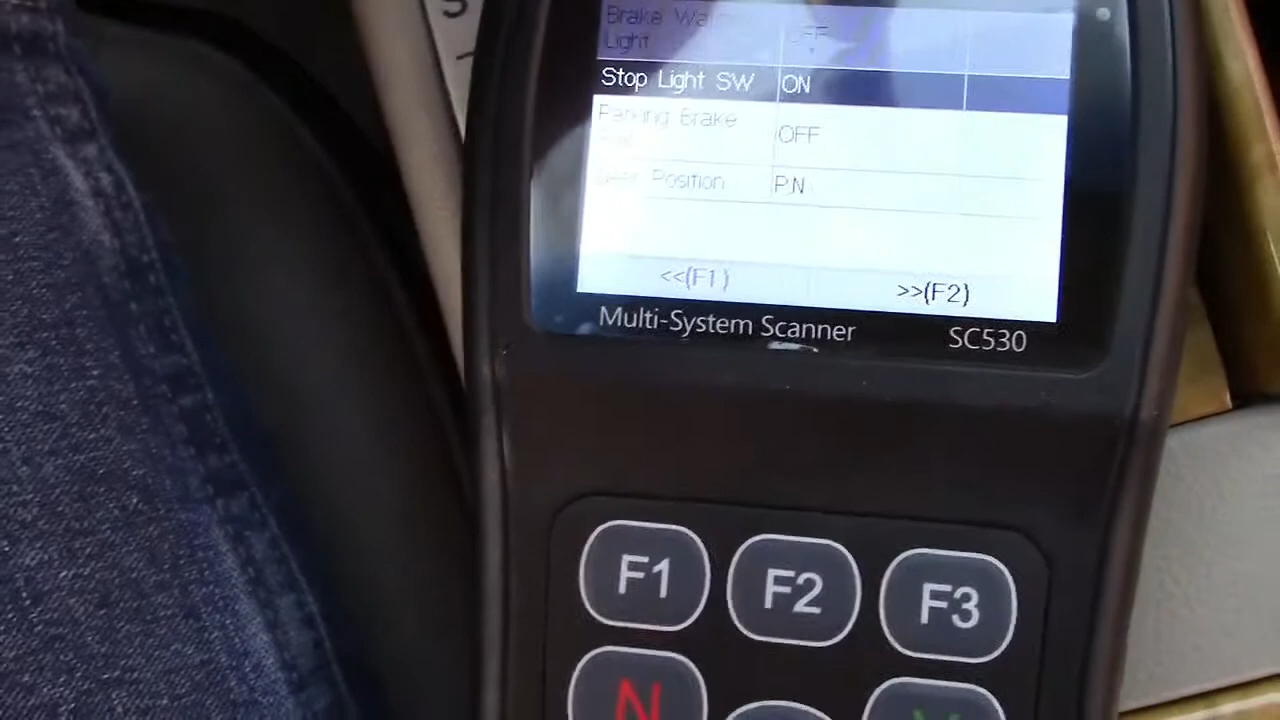 Brake Warn
Light OFF
Stop Light SW ON
Parking Brake
OFF
Gear Position P.N
<<(F1) >>(F2)
Multi-System Scanner SC530
F1 F2 F3
N